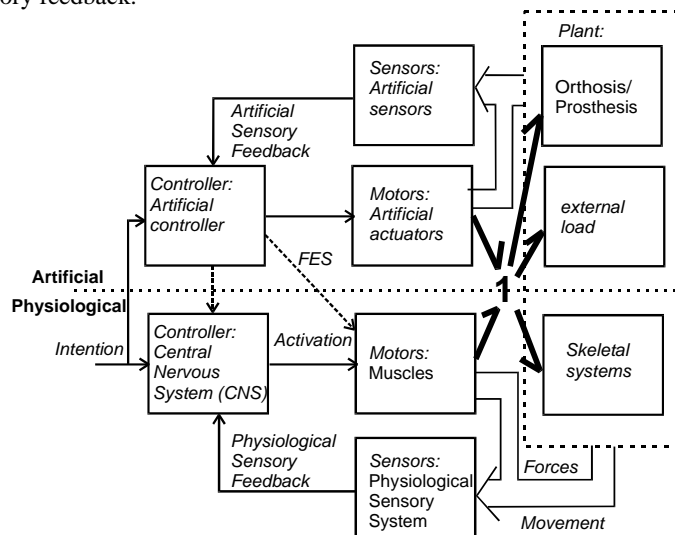 ory feedback.
Plant:
Sensors:
Artificial
sensors
Orthosis/
Prosthesis
Artificial
Sensory
Feedback
Controller:
Artificial
controller
Motors:
Artificial
actuators
external
load
FES
1
Artificial
Physiological
Intention
Controller:
Central
Nervous
System (CNS)
Activation
Motors:
Muscles
Skeletal
systems
Physiological
Sensory
Feedback
Sensors:
Physiological
Sensory
System
Forces
Movement